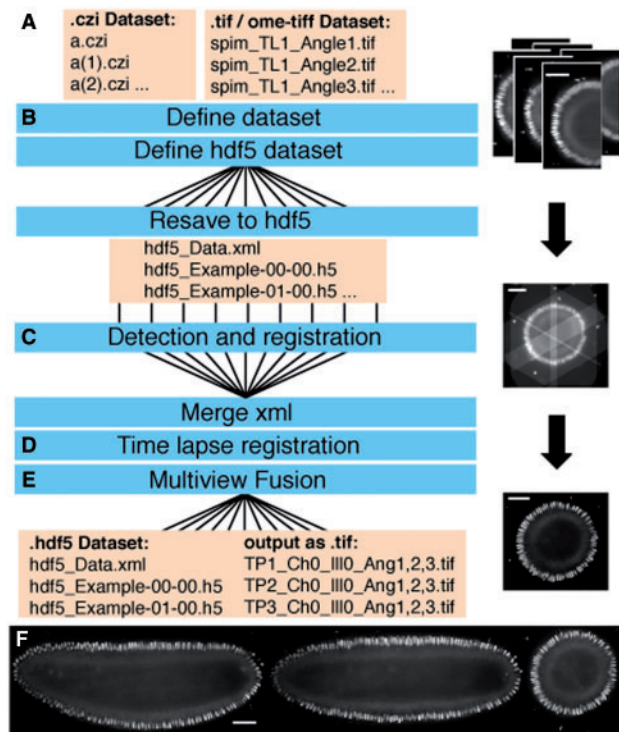 A
.czi Dataset:
a.czi
a(1).czi
a(2).czi ...
.tif / ome-tiff Dataset:
spim_TL1_Angle1.tif
spim_TL1_Angle2.tif
spim_TL1_Angle3.tif ...
B
Define dataset
Define hdf5 dataset
Resave to hdf5
hdf5_Data.xml
hdf5_Example-00-00.h5
hdf5_Example-01-00.h5 ...
C
Detection and registration
Merge xml
D
Time lapse registration
E
Multiview Fusion
.hdf5 Dataset:
hdf5_Data.xml
hdf5_Example-00-00.h5
hdf5_Example-01-00.h5
output as .tif:
TP1_Ch0_Ill0_Ang1,2,3.tif
TP2_Ch0_Ill0_Ang1,2,3.tif
TP3_Ch0_Ill0_Ang1,2,3.tif
F